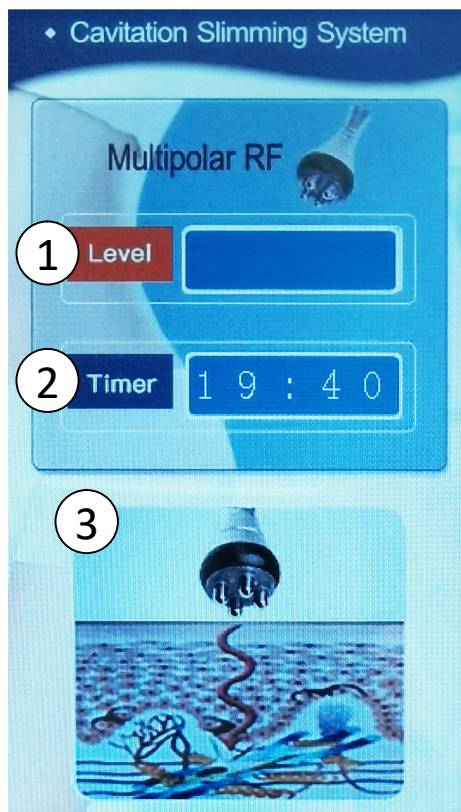 • Cavitation Slimming System
Multipolar RF
1 Level
2 Timer 19:40
3